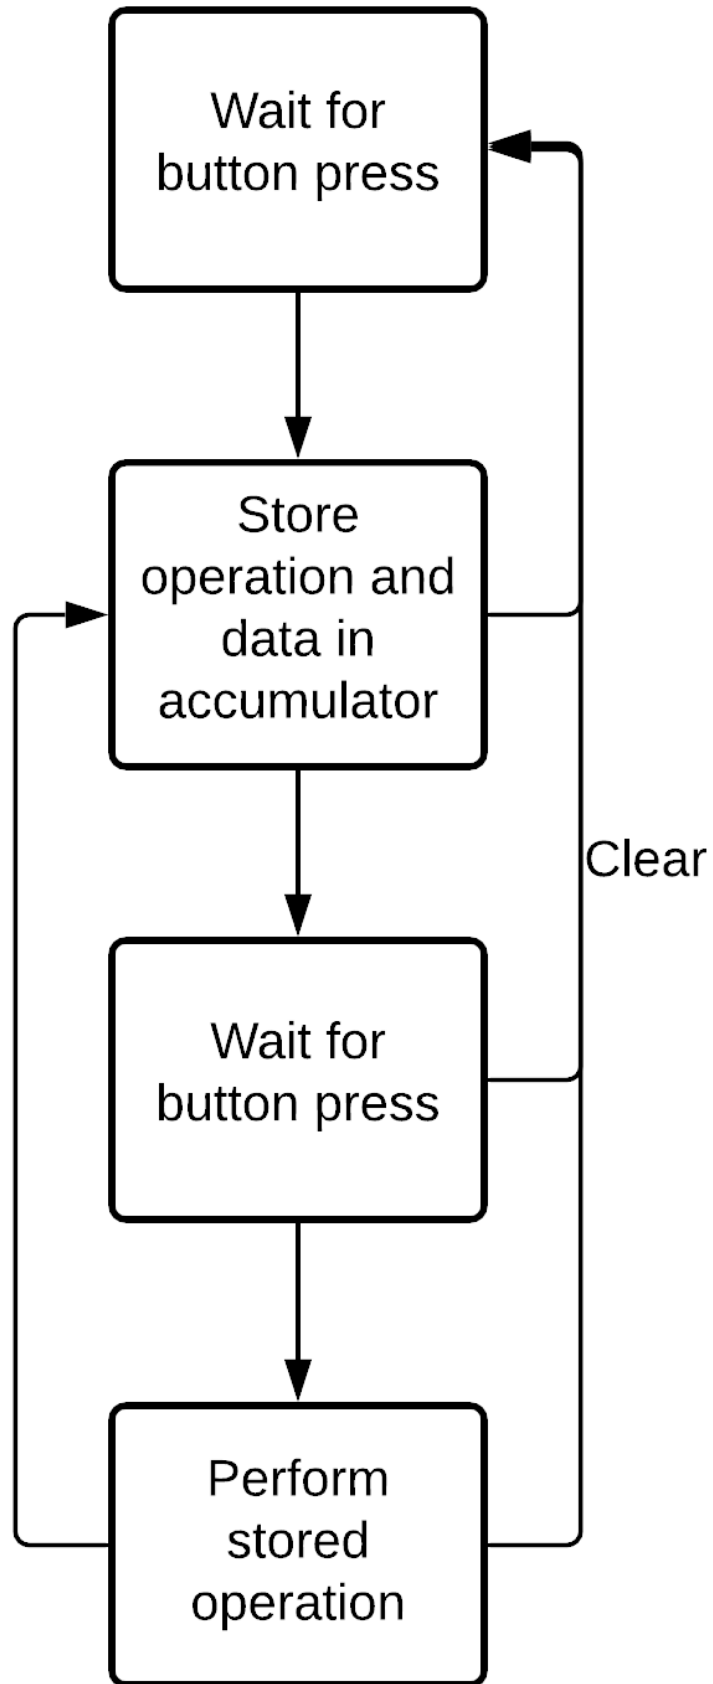 Wait for
button press
Store
operation and
data in
accumulator
Clear
Wait for
button press
Perform
stored
operation